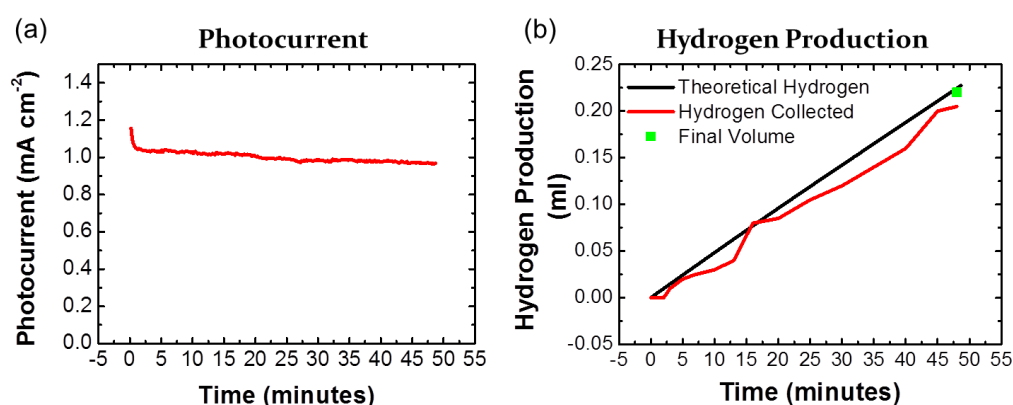 (a)
Photocurrent
Photocurrent (mA cm-2)
1.4
1.2
1.0
0.8
0.6
0.4
0.2
0.0
-5 0 5 10 15 20 25 30 35 40 45 50 55
Time (minutes)
(b)
Hydrogen Production
Hydrogen Production
(ml)
0.25
0.20
0.15
0.10
0.05
0.00
-0.05
Theoretical Hydrogen
Hydrogen Collected
Final Volume
-5 0 5 10 15 20 25 30 35 40 45 50 55
Time (minutes)